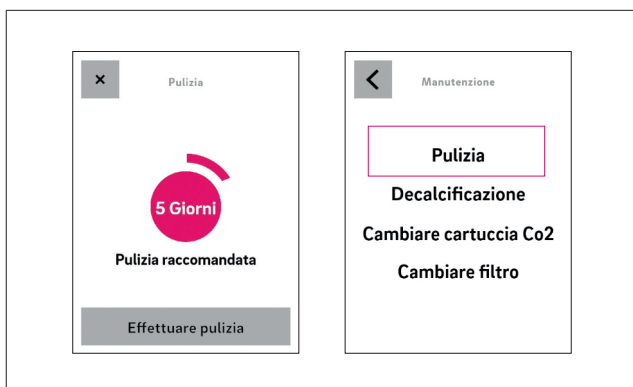 ×
Pulizia
5 Giorni
Pulizia raccomandata
Effettuare pulizia
Manutenzione
Pulizia
Decalcificazione
Cambiare cartuccia Co2
Cambiare filtro